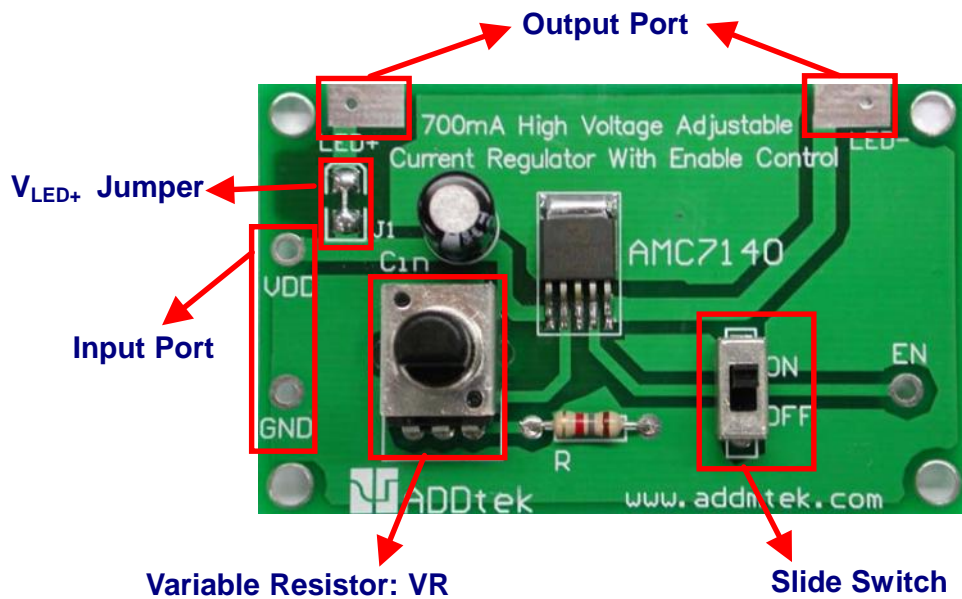 Output Port
LED+
700mA High Voltage Adjustable
Current Regulator With Enable Control
LED-
VLED+ Jumper
J1
Cin
AMC7140
VDD
Input Port
ON
EN
OFF
GND
R
ADDtek
www.addmtek.com
Variable Resistor: VR
Slide Switch